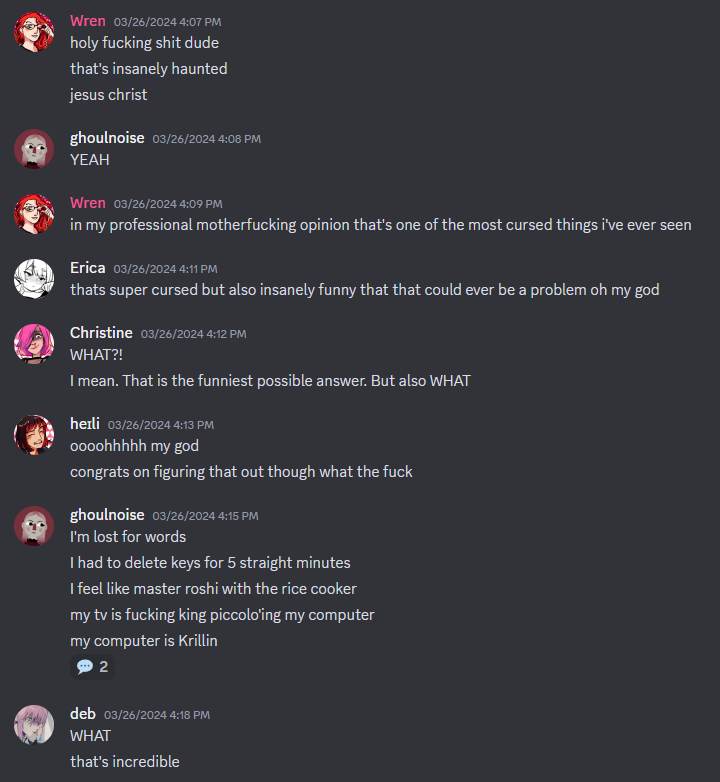 Wren 03/26/2024 4:07 PM
holy fucking shit dude
that's insanely haunted
jesus christ
ghoulnoise 03/26/2024 4:08 PM
YEAH
Wren 03/26/2024 4:09 PM
in my professional motherfucking opinion that's one of the most cursed things i've ever seen
Erica 03/26/2024 4:11 PM
thats super cursed but also insanely funny that that could ever be a problem oh my god
Christine 03/26/2024 4:12 PM
WHAT?!
I mean. That is the funniest possible answer. But also WHAT
heɪli 03/26/2024 4:13 PM
oooohhhhh my god
congrats on figuring that out though what the fuck
ghoulnoise 03/26/2024 4:15 PM
I'm lost for words
I had to delete keys for 5 straight minutes
I feel like master roshi with the rice cooker
my tv is fucking king piccolo'ing my computer
my computer is Krillin
💬 2
deb 03/26/2024 4:18 PM
WHAT
that's incredible